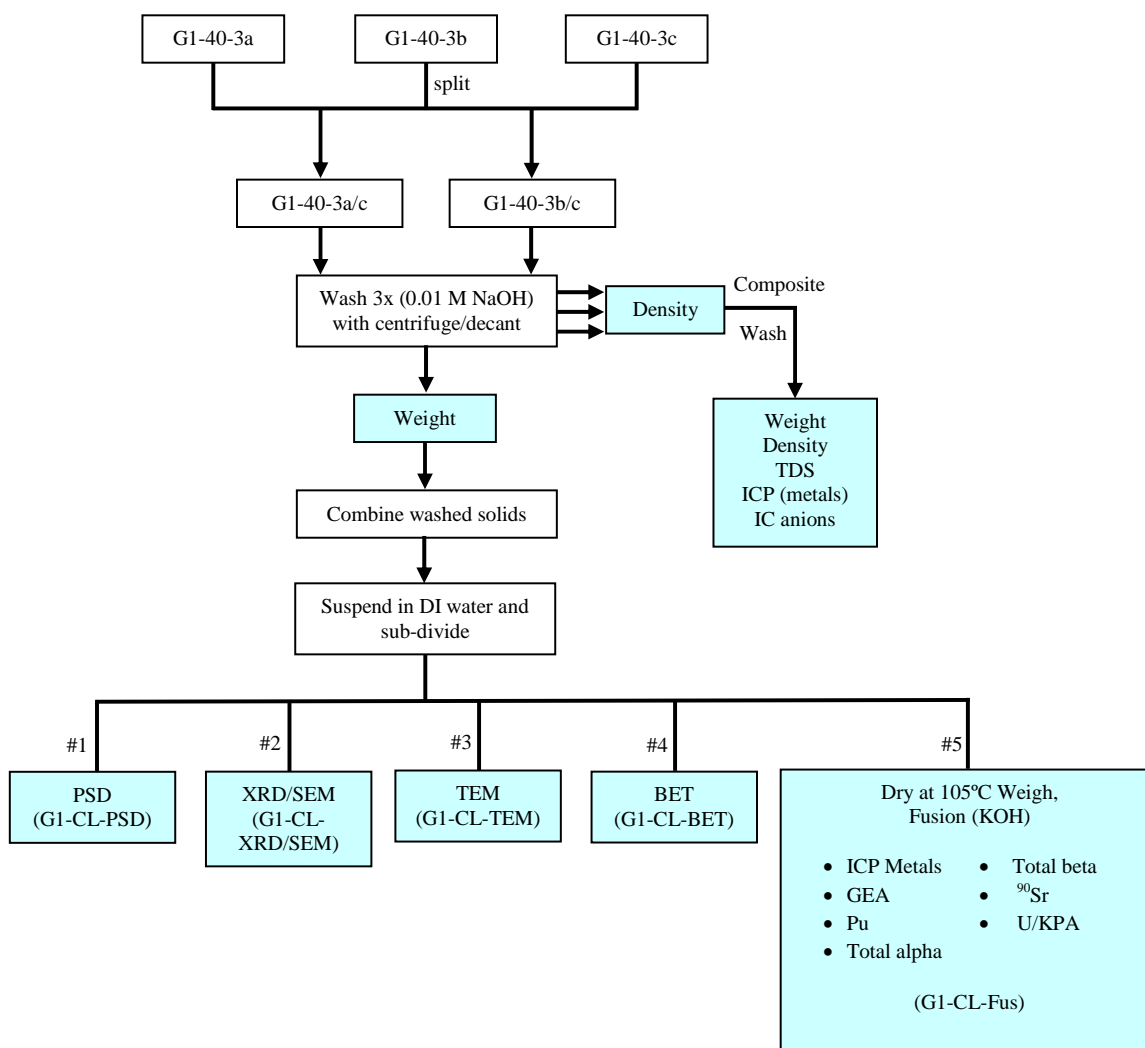 G1-40-3a
G1-40-3b
G1-40-3c
split
G1-40-3a/c
G1-40-3b/c
Wash 3x (0.01 M NaOH)
with centrifuge/decant
Density
Composite
Wash
Weight
Weight
Density
TDS
ICP (metals)
IC anions
Combine washed solids
Suspend in DI water and
sub-divide
#1
#2
#3
#4
#5
PSD
(G1-CL-PSD)
XRD/SEM
(G1-CL-
XRD/SEM)
TEM
(G1-CL-TEM)
BET
(G1-CL-BET)
Dry at 105ºC Weigh,
Fusion (KOH)
• ICP Metals
• GEA
• Pu
• Total alpha
• Total beta
• ⁹⁰Sr
• U/KPA
(G1-CL-Fus)